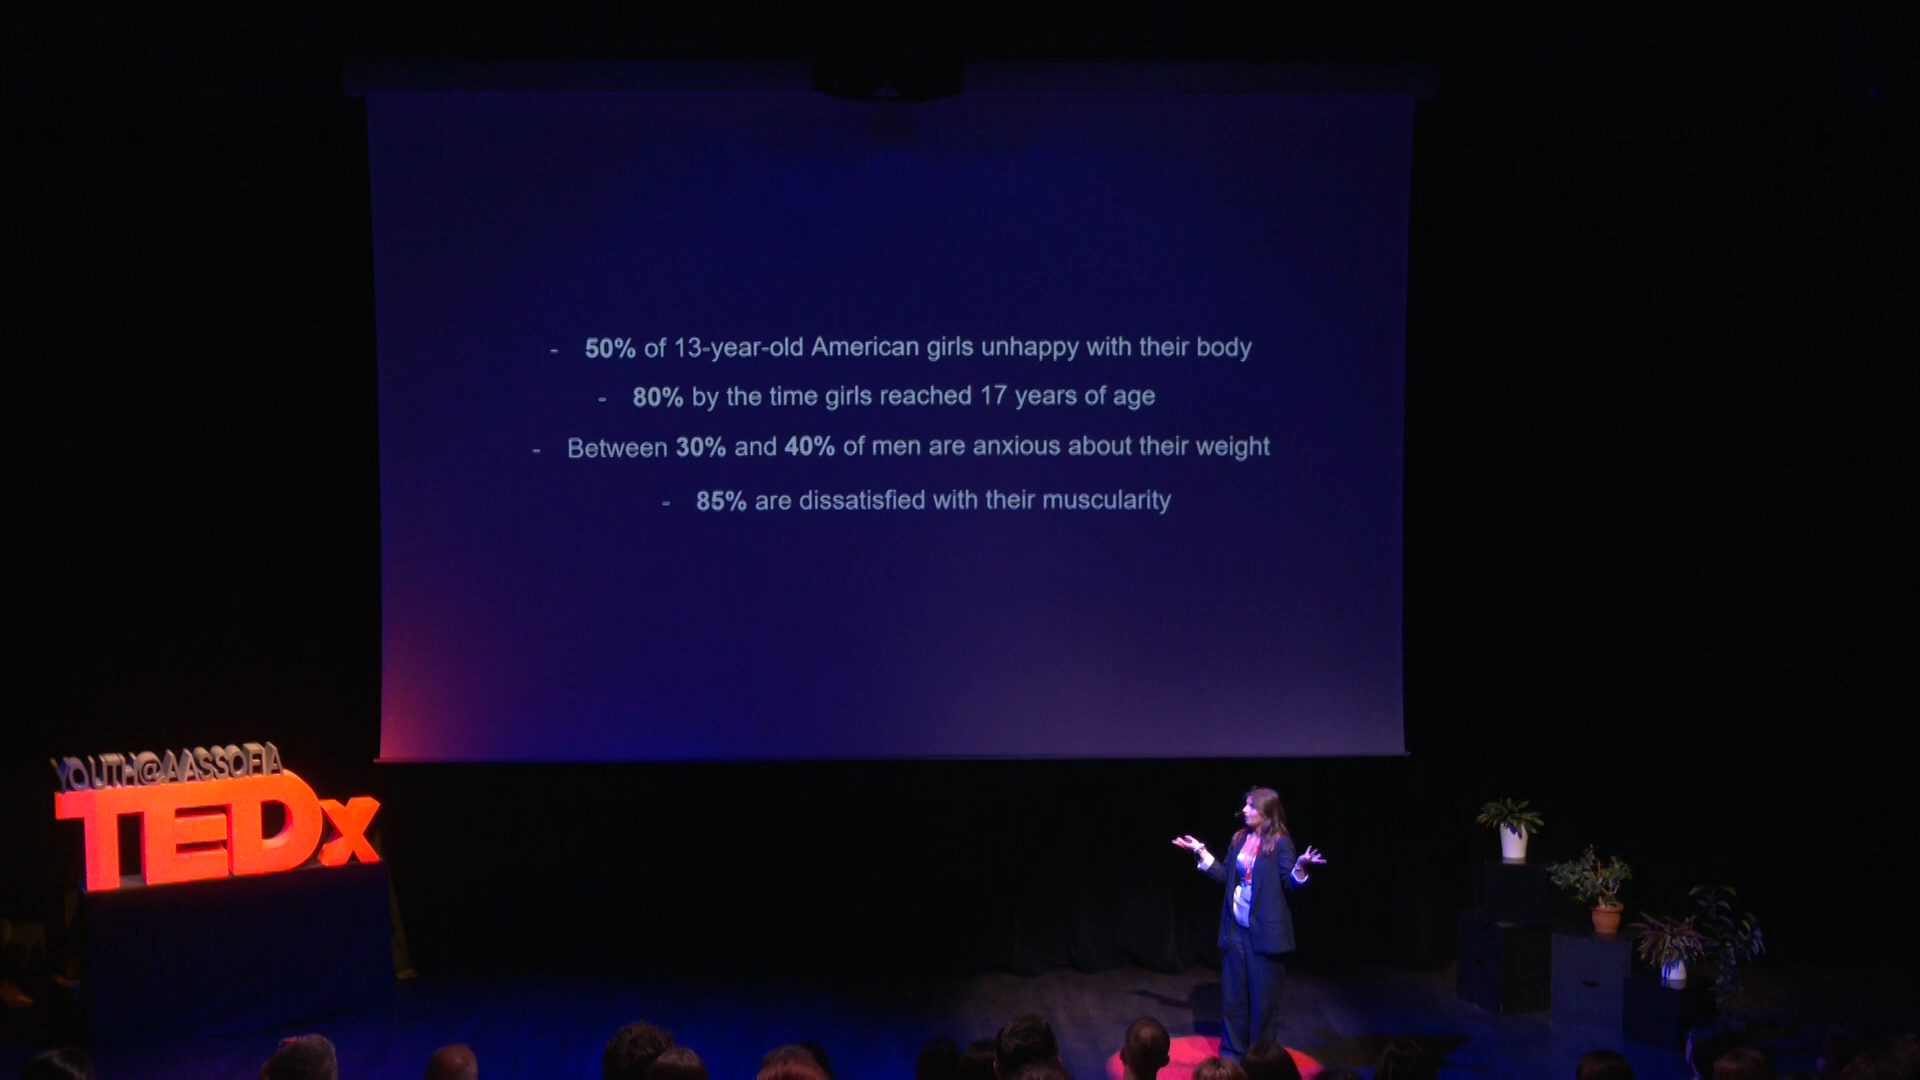 - 50% of 13-year-old American girls unhappy with their body
- 80% by the time girls reached 17 years of age
- Between 30% and 40% of men are anxious about their weight
- 85% are dissatisfied with their muscularity
YOUTH@AASSOFIA
TEDx